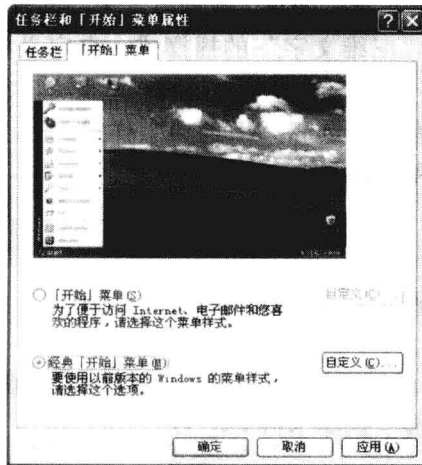 任务栏和「开始」菜单属性
任务栏 「开始」菜单
「开始」菜单(S) 自定义(C)...
为了便于访问 Internet、电子邮件和您喜
欢的程序，请选择这个菜单样式。
经典「开始」菜单(M) 自定义(C)...
要使用以前版本的 Windows 的菜单样式，
请选择这个选项。
确定 取消 应用(A)